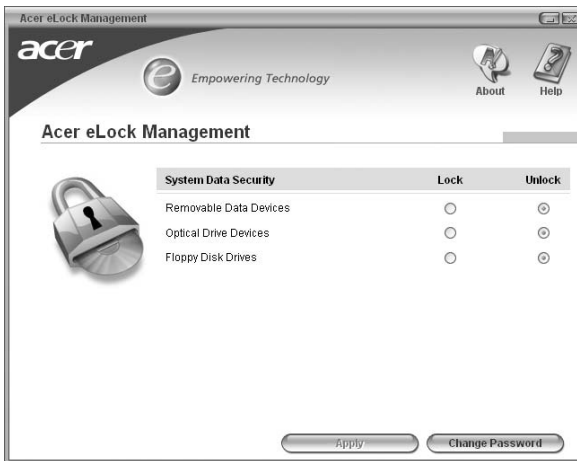 Acer eLock Management
acer
e Empowering Technology
About
Help
Acer eLock Management
System Data Security Lock Unlock
Removable Data Devices
Optical Drive Devices
Floppy Disk Drives
Apply Change Password